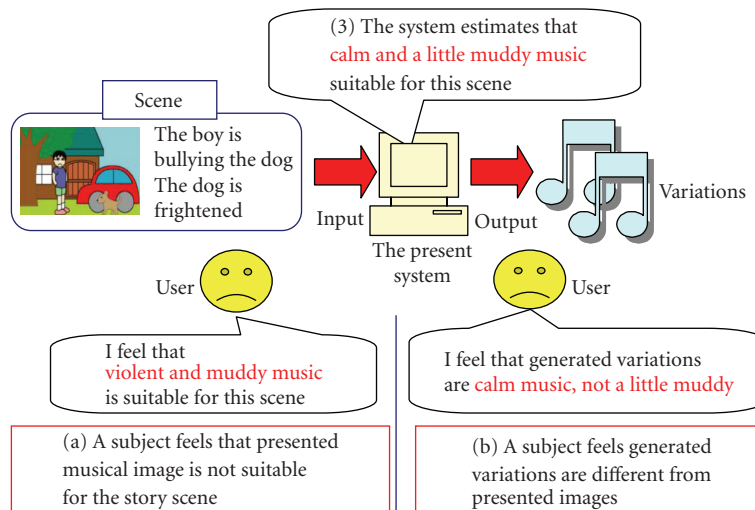 (3) The system estimates that
calm and a little muddy music
suitable for this scene
Scene
The boy is
bullying the dog
The dog is
frightened
Input
Output
Variations
The present
system
User
User
I feel that
violent and muddy music
is suitable for this scene
I feel that generated variations
are calm music, not a little muddy
(a) A subject feels that presented
musical image is not suitable
for the story scene
(b) A subject feels generated
variations are different from
presented images